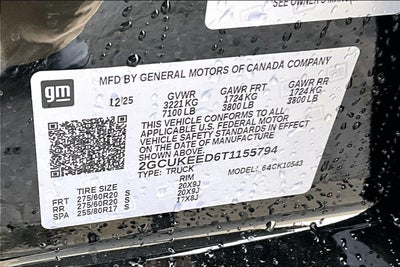 SEE OWNER'S MANUAL
gm
MFD BY GENERAL MOTORS OF CANADA COMPANY
12/25 GVWR GAWR FRT GAWR RR
3221 KG 1724 KG 1724 KG
7100 LB 3800 LB 3800 LB
THIS VEHICLE CONFORMS TO ALL
APPLICABLE U.S. FEDERAL MOTOR
VEHICLE SAFETY STANDARDS IN EFFECT
ON THE DATE OF MANUFACTURE
SHOWN ABOVE.
2GCUKEED6T1155794
TYPE: TRUCK MODEL: 64CK10543
TIRE SIZE RIM
FRT 275/60R20 S 20X9J
RR 275/60R20 S 20X9J
SPA 255/80R17 S 17X8J